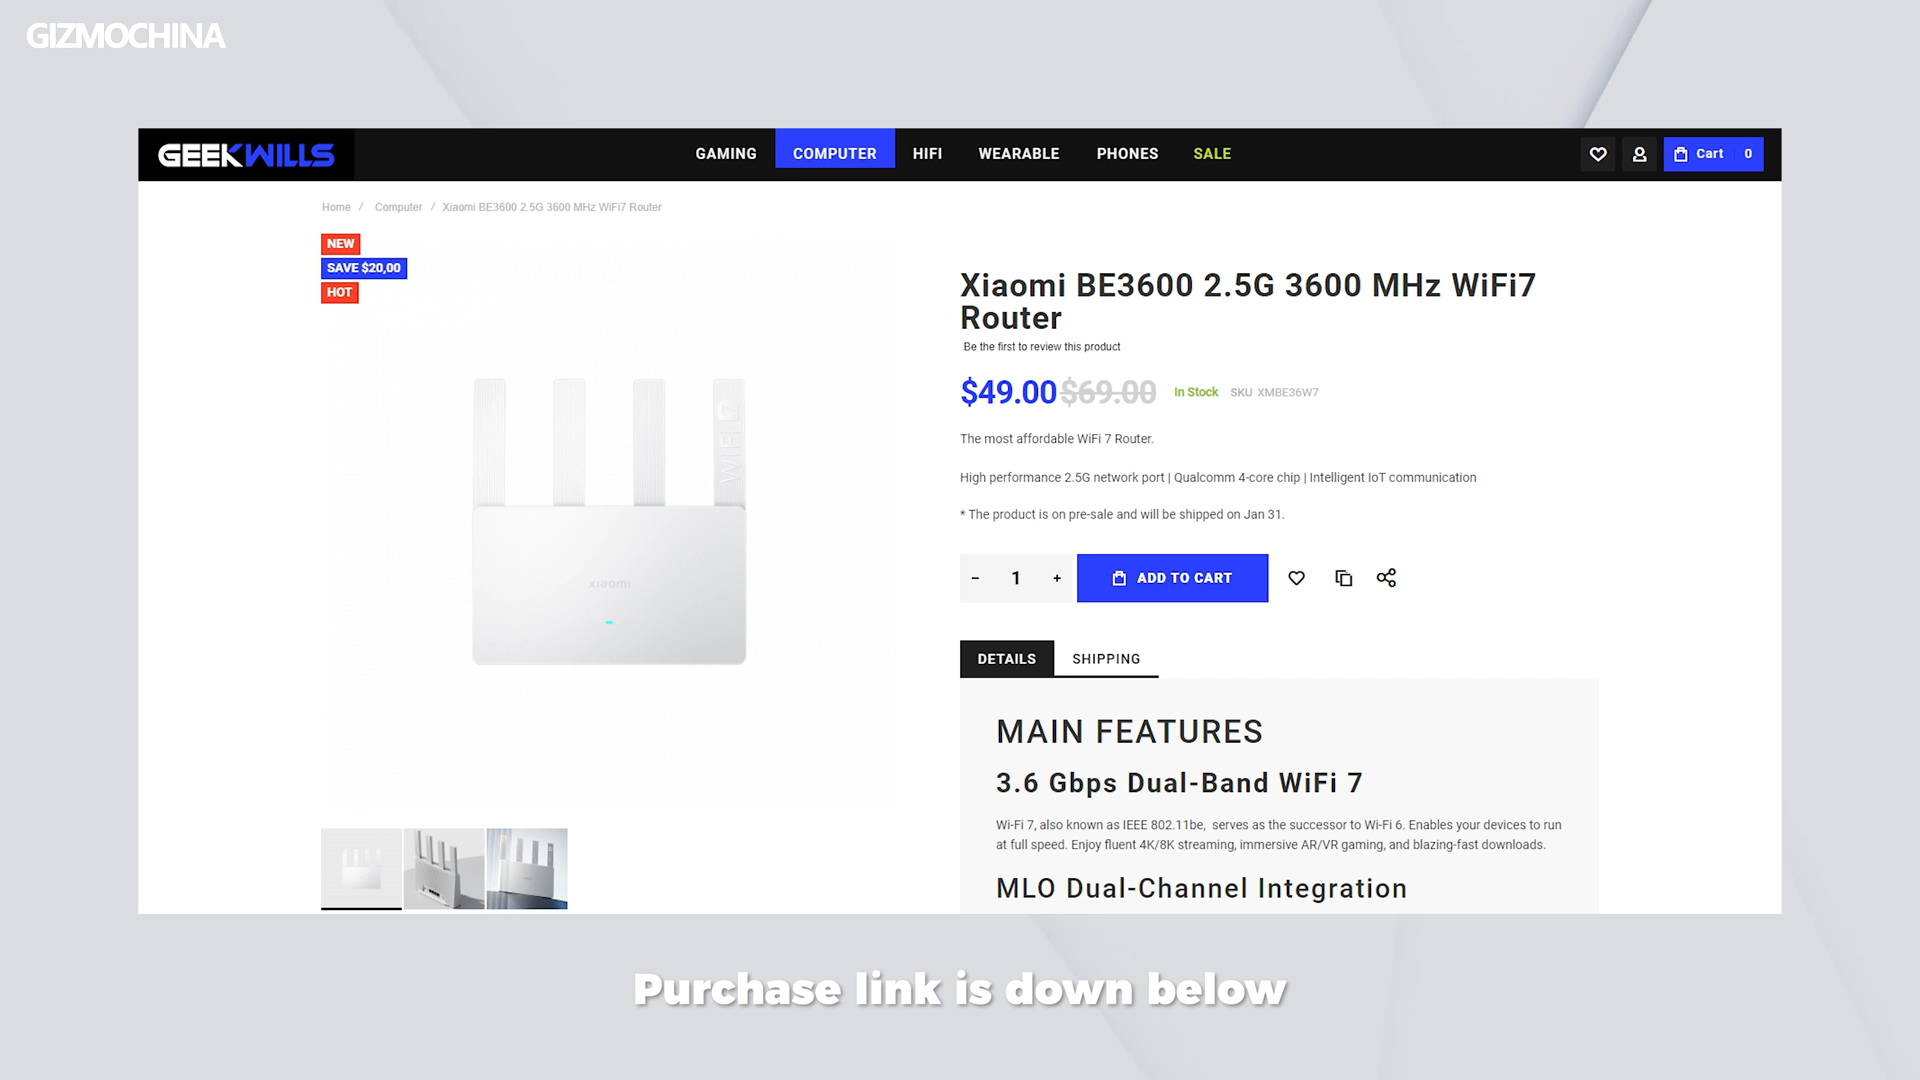 GIZMOCHINA
GEEKWILLS
GAMING
COMPUTER
HIFI
WEARABLE
PHONES
SALE
Cart 0
Home / Computer / Xiaomi BE3600 2.5G 3600 MHz WiFi7 Router
NEW
SAVE $20,00
HOT
WIFI 7
xiaomi
Xiaomi BE3600 2.5G 3600 MHz WiFi7
Router
Be the first to review this product
$49.00 $69.00 In Stock SKU XMBE36W7
The most affordable WiFi 7 Router.
High performance 2.5G network port | Qualcomm 4-core chip | Intelligent IoT communication
* The product is on pre-sale and will be shipped on Jan 31.
- 1 +
ADD TO CART
DETAILS
SHIPPING
MAIN FEATURES
3.6 Gbps Dual-Band WiFi 7
Wi-Fi 7, also known as IEEE 802.11be, serves as the successor to Wi-Fi 6. Enables your devices to run
at full speed. Enjoy fluent 4K/8K streaming, immersive AR/VR gaming, and blazing-fast downloads.
MLO Dual-Channel Integration
Purchase link is down below